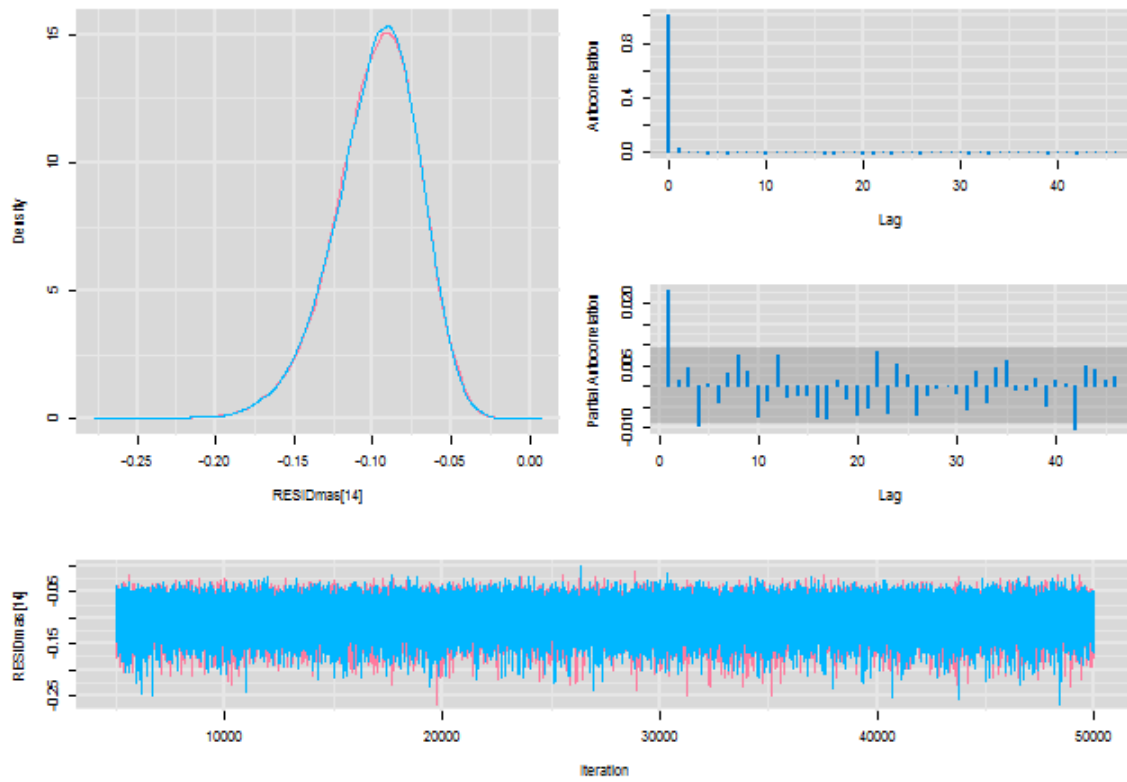 15
10
5
0
Density
-0.25 -0.20 -0.15 -0.10 -0.05 0.00
RESIDmas[14]
0.8
0.4
0.0
Autocorrelation
0 10 20 30 40
Lag
0.020
0.005
-0.010
Partial Autocorrelation
0 10 20 30 40
Lag
-0.05
-0.15
-0.25
RESIDmas[14]
10000 20000 30000 40000 50000
Iteration